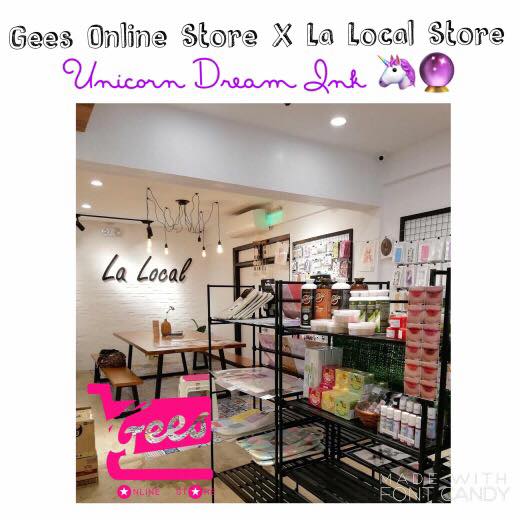 Gees Online Store X La Local Store
Unicorn Dream Ink
La Local
Gees
ONLINE STORE
MADE WITH
FONT CANDY